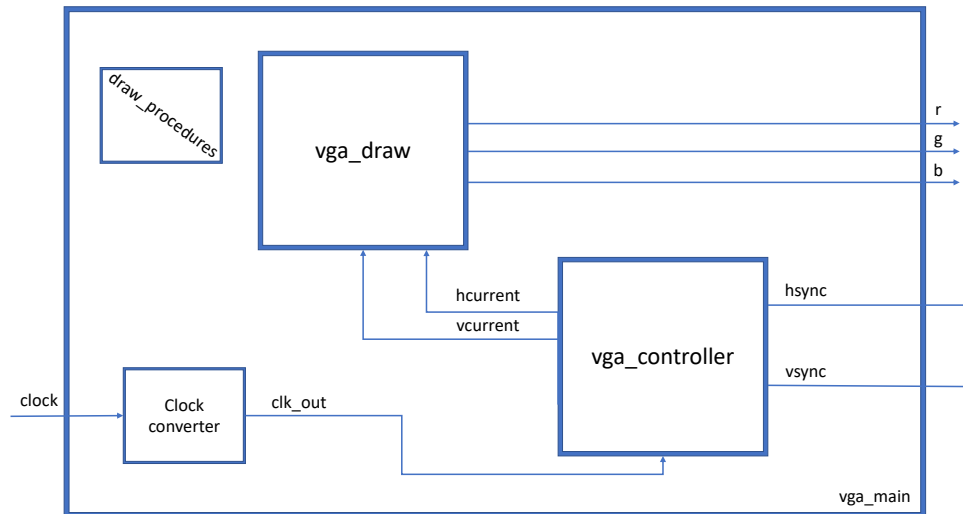 draw_procedures
vga_draw
r
g
b
hcurrent
vcurrent
vga_controller
hsync
vsync
clock
Clock
converter
clk_out
vga_main